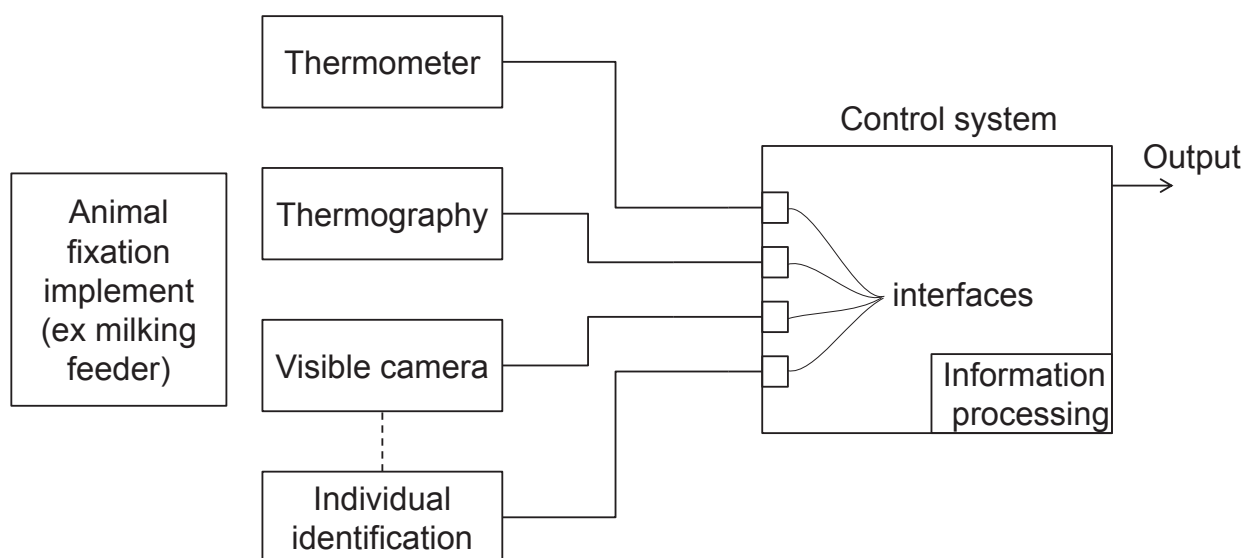 Animal
fixation
implement
(ex milking
feeder)
Thermometer
Thermography
Visible camera
Individual
identification
Control system
interfaces
Information
processing
Output